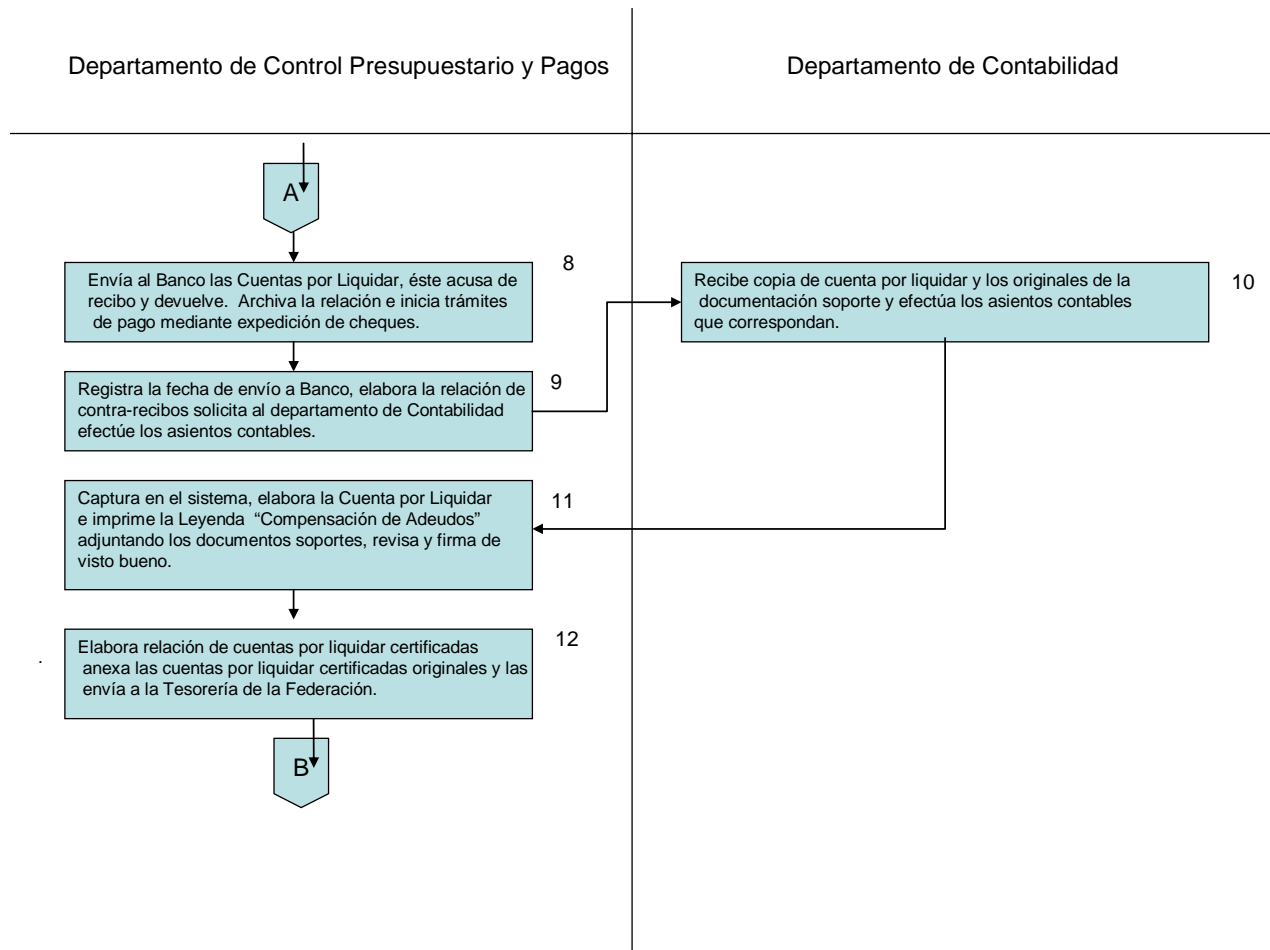 Departamento de Control Presupuestario y Pagos
Departamento de Contabilidad
A
8
Envía al Banco las Cuentas por Liquidar, éste acusa de
recibo y devuelve. Archiva la relación e inicia trámites
de pago mediante expedición de cheques.
9
Registra la fecha de envío a Banco, elabora la relación de
contra-recibos solicita al departamento de Contabilidad
efectúe los asientos contables.
10
Recibe copia de cuenta por liquidar y los originales de la
documentación soporte y efectúa los asientos contables
que correspondan.
11
Captura en el sistema, elabora la Cuenta por Liquidar
e imprime la Leyenda “Compensación de Adeudos”
adjuntando los documentos soportes, revisa y firma de
visto bueno.
12
Elabora relación de cuentas por liquidar certificadas
anexa las cuentas por liquidar certificadas originales y las
envía a la Tesorería de la Federación.
.
B